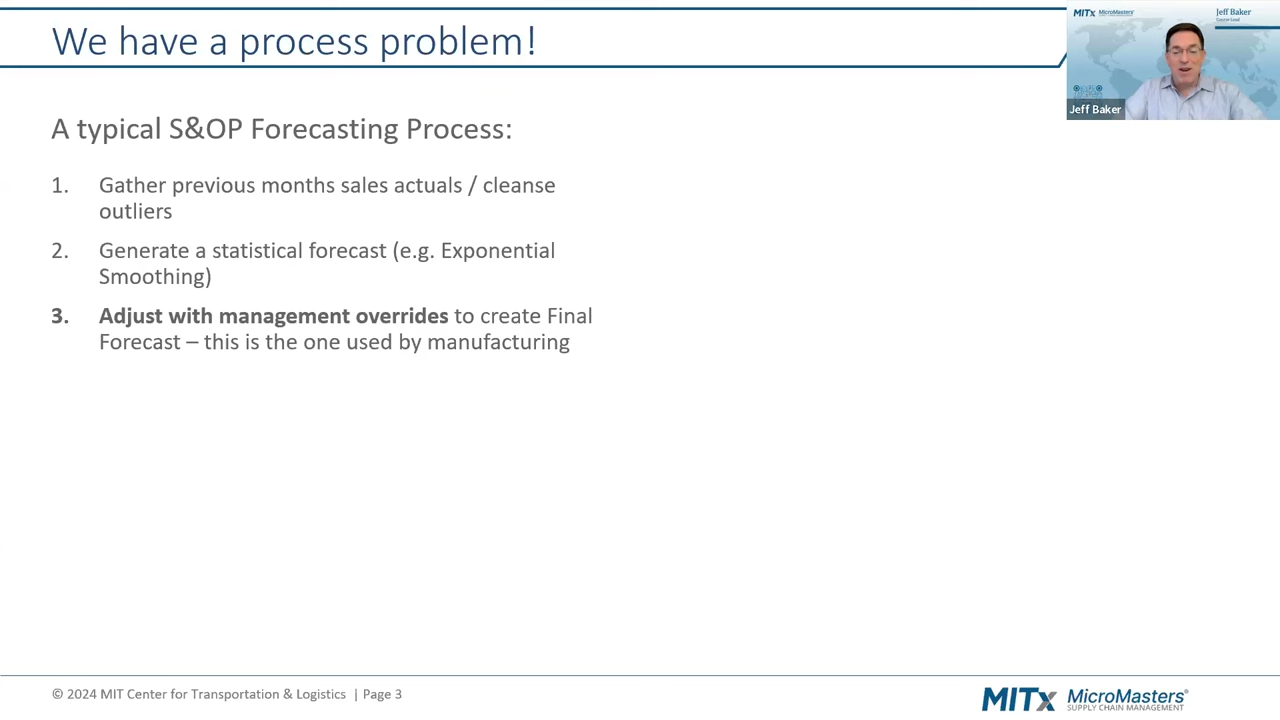 We have a process problem!
MITx MicroMasters
Jeff Baker
Course Lead
Jeff Baker
A typical S&OP Forecasting Process:
1. Gather previous months sales actuals / cleanse
outliers
2. Generate a statistical forecast (e.g. Exponential
Smoothing)
3. Adjust with management overrides to create Final
Forecast – this is the one used by manufacturing
© 2024 MIT Center for Transportation & Logistics | Page 3
MITx MicroMasters®
SUPPLY CHAIN MANAGEMENT